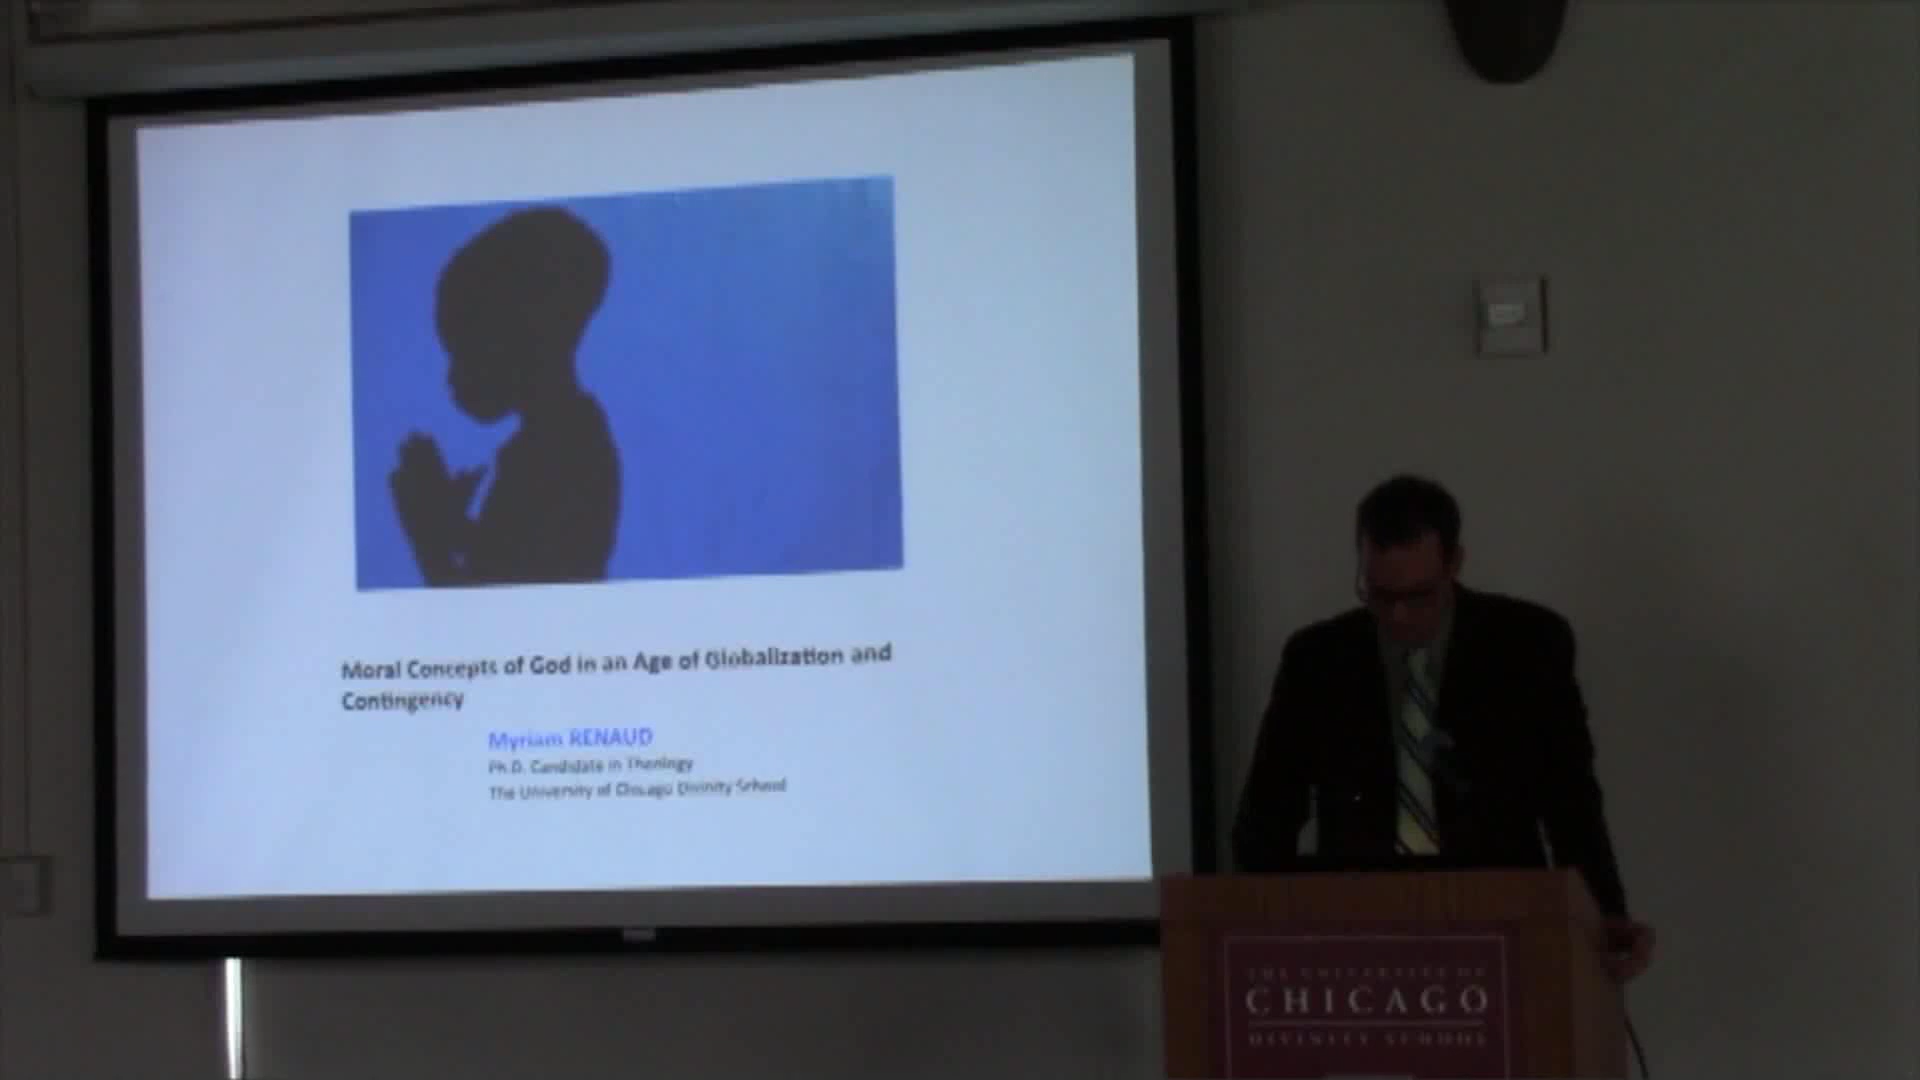 Moral Concepts of God in an Age of Globalization and
Contingency
Myriam RENAUD
Ph.D. Candidate in Theology
The University of Chicago Divinity School
THE UNIVERSITY OF
CHICAGO
DIVINITY SCHOOL